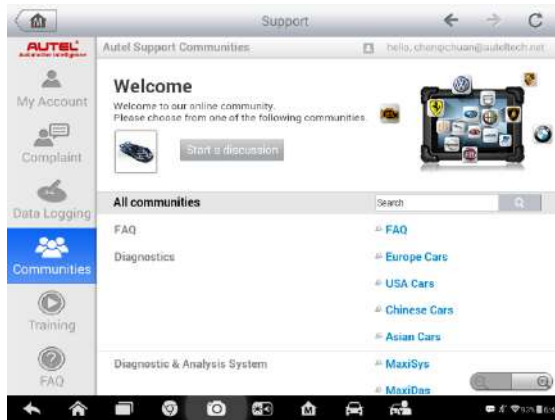 Support
AUTEL
Autel Support Communities
hello, chengchuan@auteltech.net
My Account
Welcome
Welcome to our online community.
Please choose from one of the following communities
Complaint
Start a discussion
Data Logging
All communities
Search
FAQ
FAQ
Diagnostics
Europe Cars
Communities
USA Cars
Chinese Cars
Training
Asian Cars
Diagnostic & Analysis System
MaxiSys
FAQ
MaxiDas